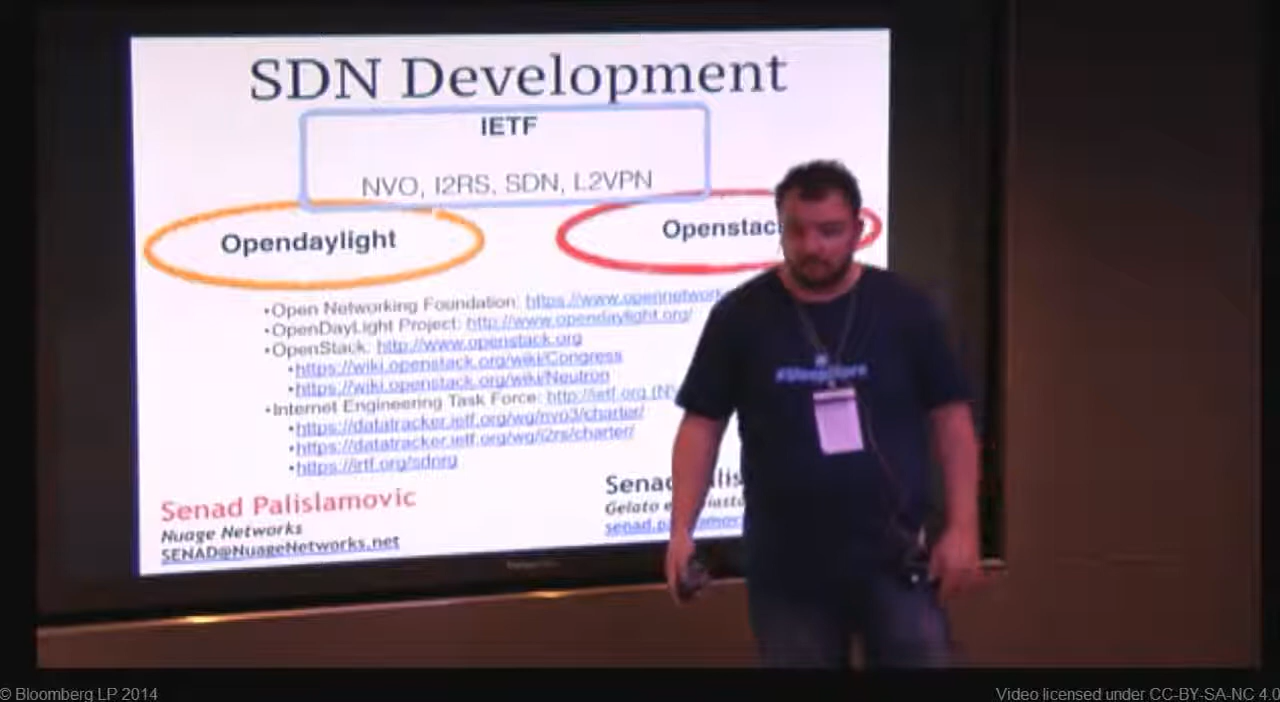 SDN Development
IETF
NVO, I2RS, SDN, L2VPN
Opendaylight
Openstac
•Open Networking Foundation: https://www.opennetwork
•OpenDayLight Project: http://www.opendaylight.org/
•OpenStack: http://www.openstack.org
•https://wiki.openstack.org/wiki/Congress
•https://wiki.openstack.org/wiki/Neutron
•Internet Engineering Task Force: http://ietf.org (NV
•https://datatracker.ietf.org/wg/nvo3/charter/
•https://datatracker.ietf.org/wg/i2rs/charter/
•https://irtf.org/sdnrg
Senad Palislamovic
Nuage Networks
SENAD@NuageNetworks.net
Gelato
© Bloomberg LP 2014
Video licensed under CC-BY-SA-NC 4.0